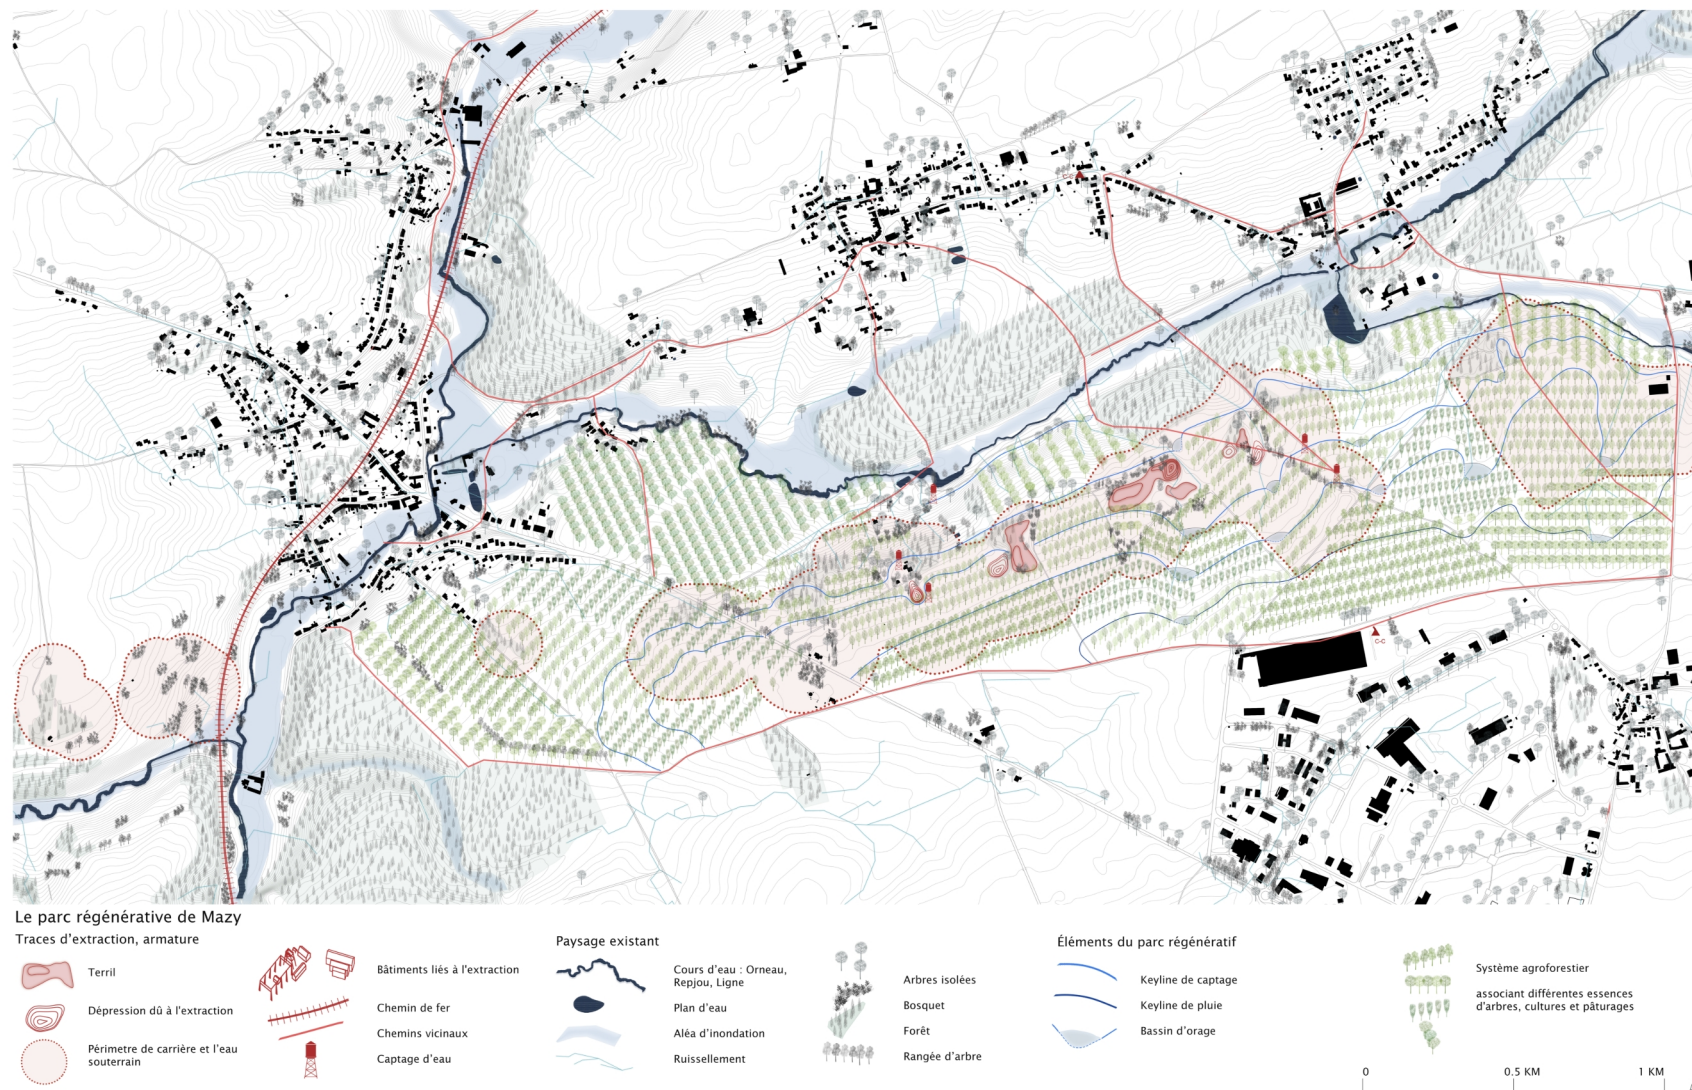 C-C
C-C
Le parc régénérative de Mazy
Traces d'extraction, armature
Terril
Dépression dû à l'extraction
Périmetre de carrière et l'eau
souterrain
Bâtiments liés à l'extraction
Chemin de fer
Chemins vicinaux
Captage d'eau
Paysage existant
Cours d'eau : Orneau,
Repjou, Ligne
Plan d'eau
Aléa d'inondation
Ruissellement
Arbres isolées
Bosquet
Forêt
Rangée d'arbre
Éléments du parc régénératif
Keyline de captage
Keyline de pluie
Bassin d'orage
Système agroforestier
associant différentes essences
d'arbres, cultures et pâturages
0 0.5 KM 1 KM